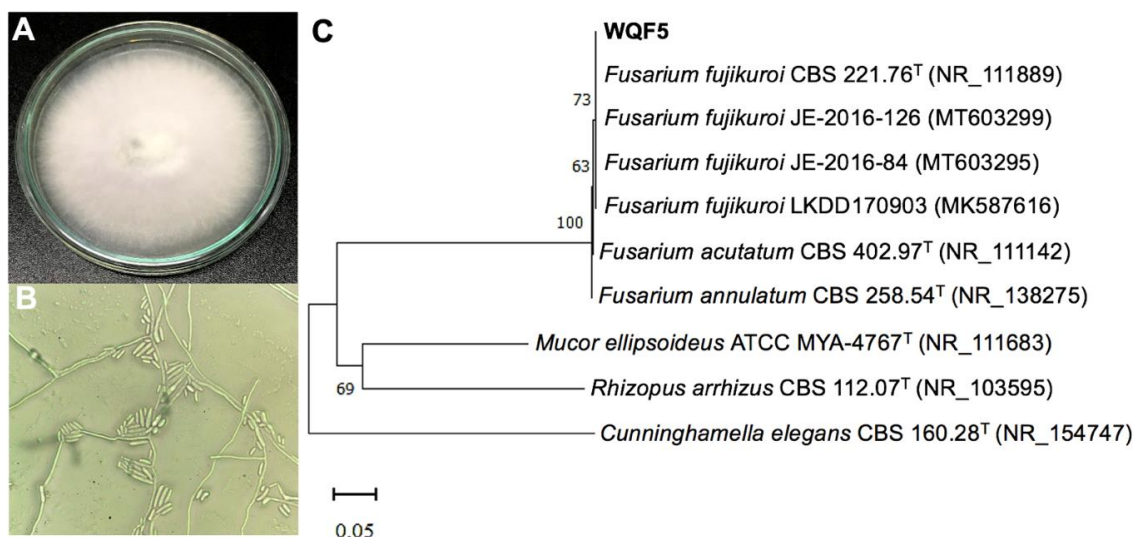 A
B
C
WQF5
Fusarium fujikuroi CBS 221.76ᵀ (NR_111889)
73
Fusarium fujikuroi JE-2016-126 (MT603299)
63
Fusarium fujikuroi JE-2016-84 (MT603295)
Fusarium fujikuroi LKDD170903 (MK587616)
100
Fusarium acutatum CBS 402.97ᵀ (NR_111142)
Fusarium annulatum CBS 258.54ᵀ (NR_138275)
Mucor ellipsoideus ATCC MYA-4767ᵀ (NR_111683)
69
Rhizopus arrhizus CBS 112.07ᵀ (NR_103595)
Cunninghamella elegans CBS 160.28ᵀ (NR_154747)
0.05